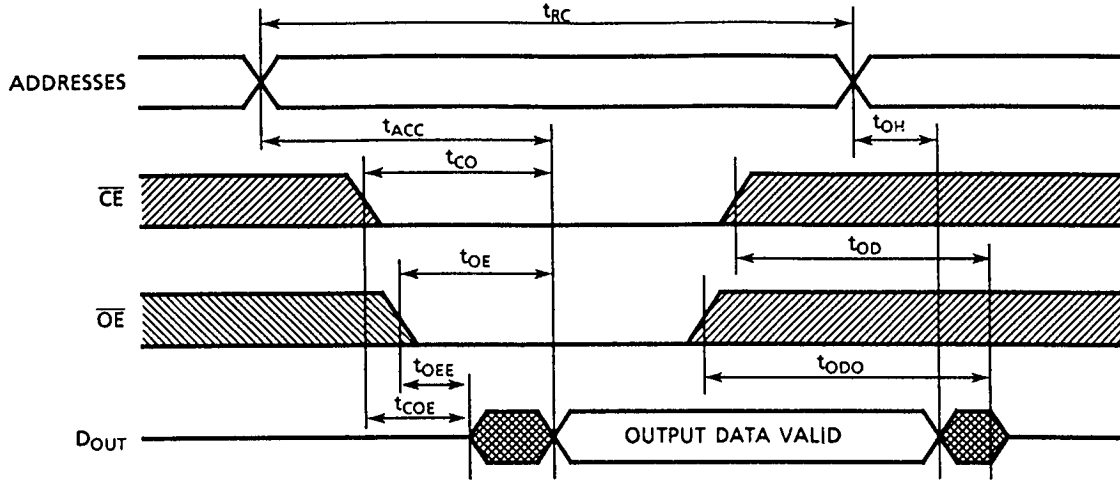 tRC
ADDRESSES
tACC
tOH
tCO
CE
tOD
tOE
OE
tOEE
tODO
tCOE
DOUT
OUTPUT DATA VALID